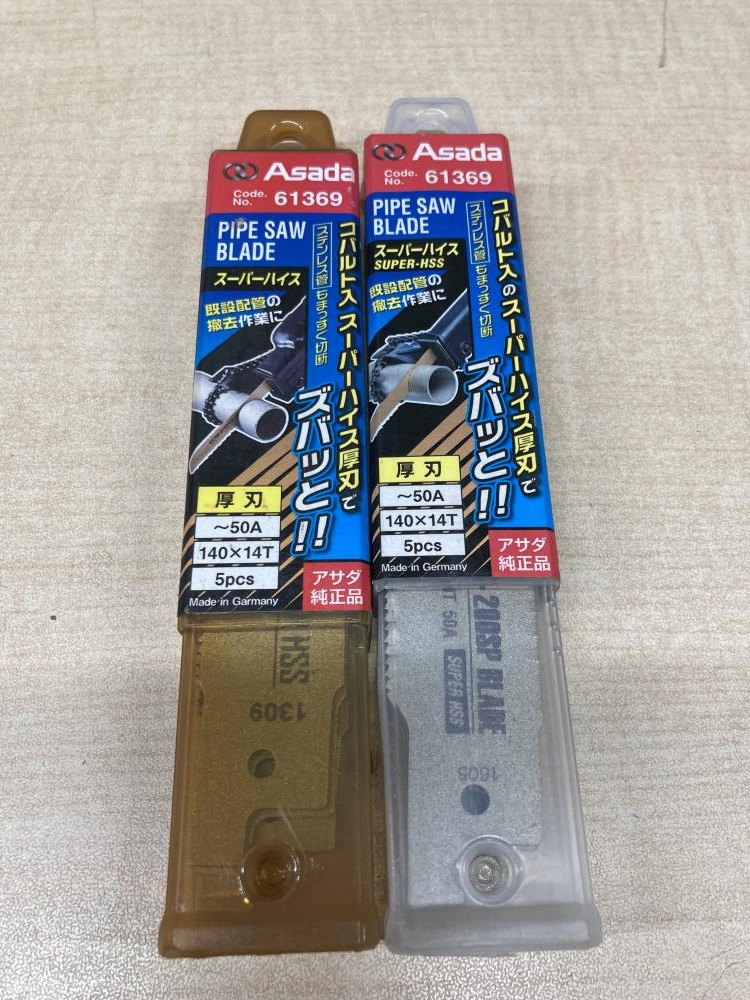 Asada
Code.
No. 61369
PIPE SAW
BLADE
スーパーハイス
既設配管の
撤去作業に
コバルト入 スーパーハイス厚刃で
ステンレス管 もまっすぐ切断
ズバッと!!
厚刃
～50A
140×14T
5pcs
Made in Garmany
アサダ
純正品
HSS
1309
Asada
Code.
No. 61369
PIPE SAW
BLADE
スーパーハイス
SUPER-HSS
既設配管の
撤去作業に
コバルト入のスーパーハイス厚刃で
ステンレス管 もまっすぐ切断
ズバッと!!
厚刃
～50A
140×14T
5pcs
Made in Germany
アサダ
純正品
BLADE
50A
SUPER HSS
1605